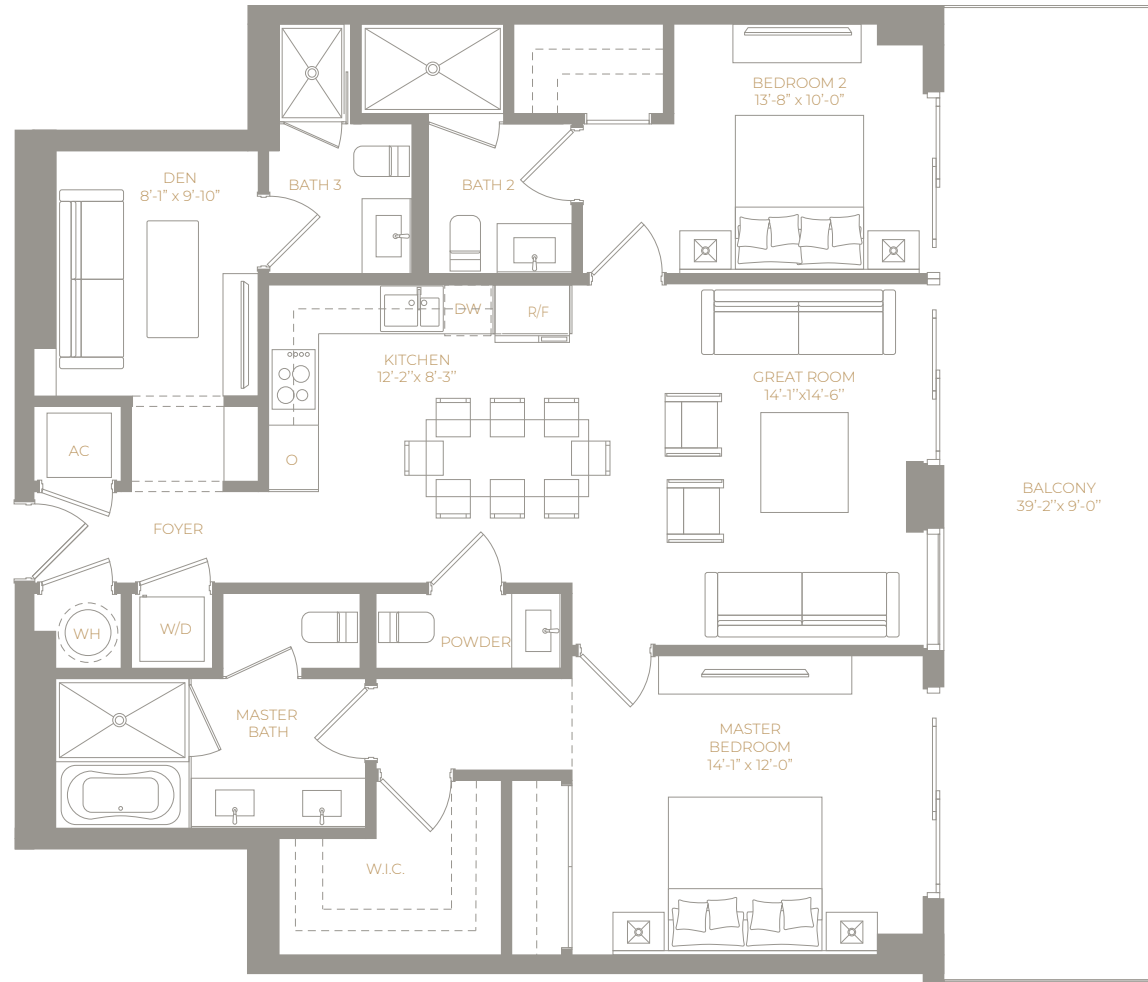 BEDROOM 2
13'-8" x 10'-0"
DEN
8'-1" x 9'-10"
BATH 3
BATH 2
DW
R/F
KITCHEN
12'-2"x 8'-3"
GREAT ROOM
14'-1"x14'-6"
AC
O
BALCONY
39'-2"x 9'-0"
FOYER
WH
W/D
POWDER
MASTER
BATH
MASTER
BEDROOM
14'-1" x 12'-0"
W.I.C.